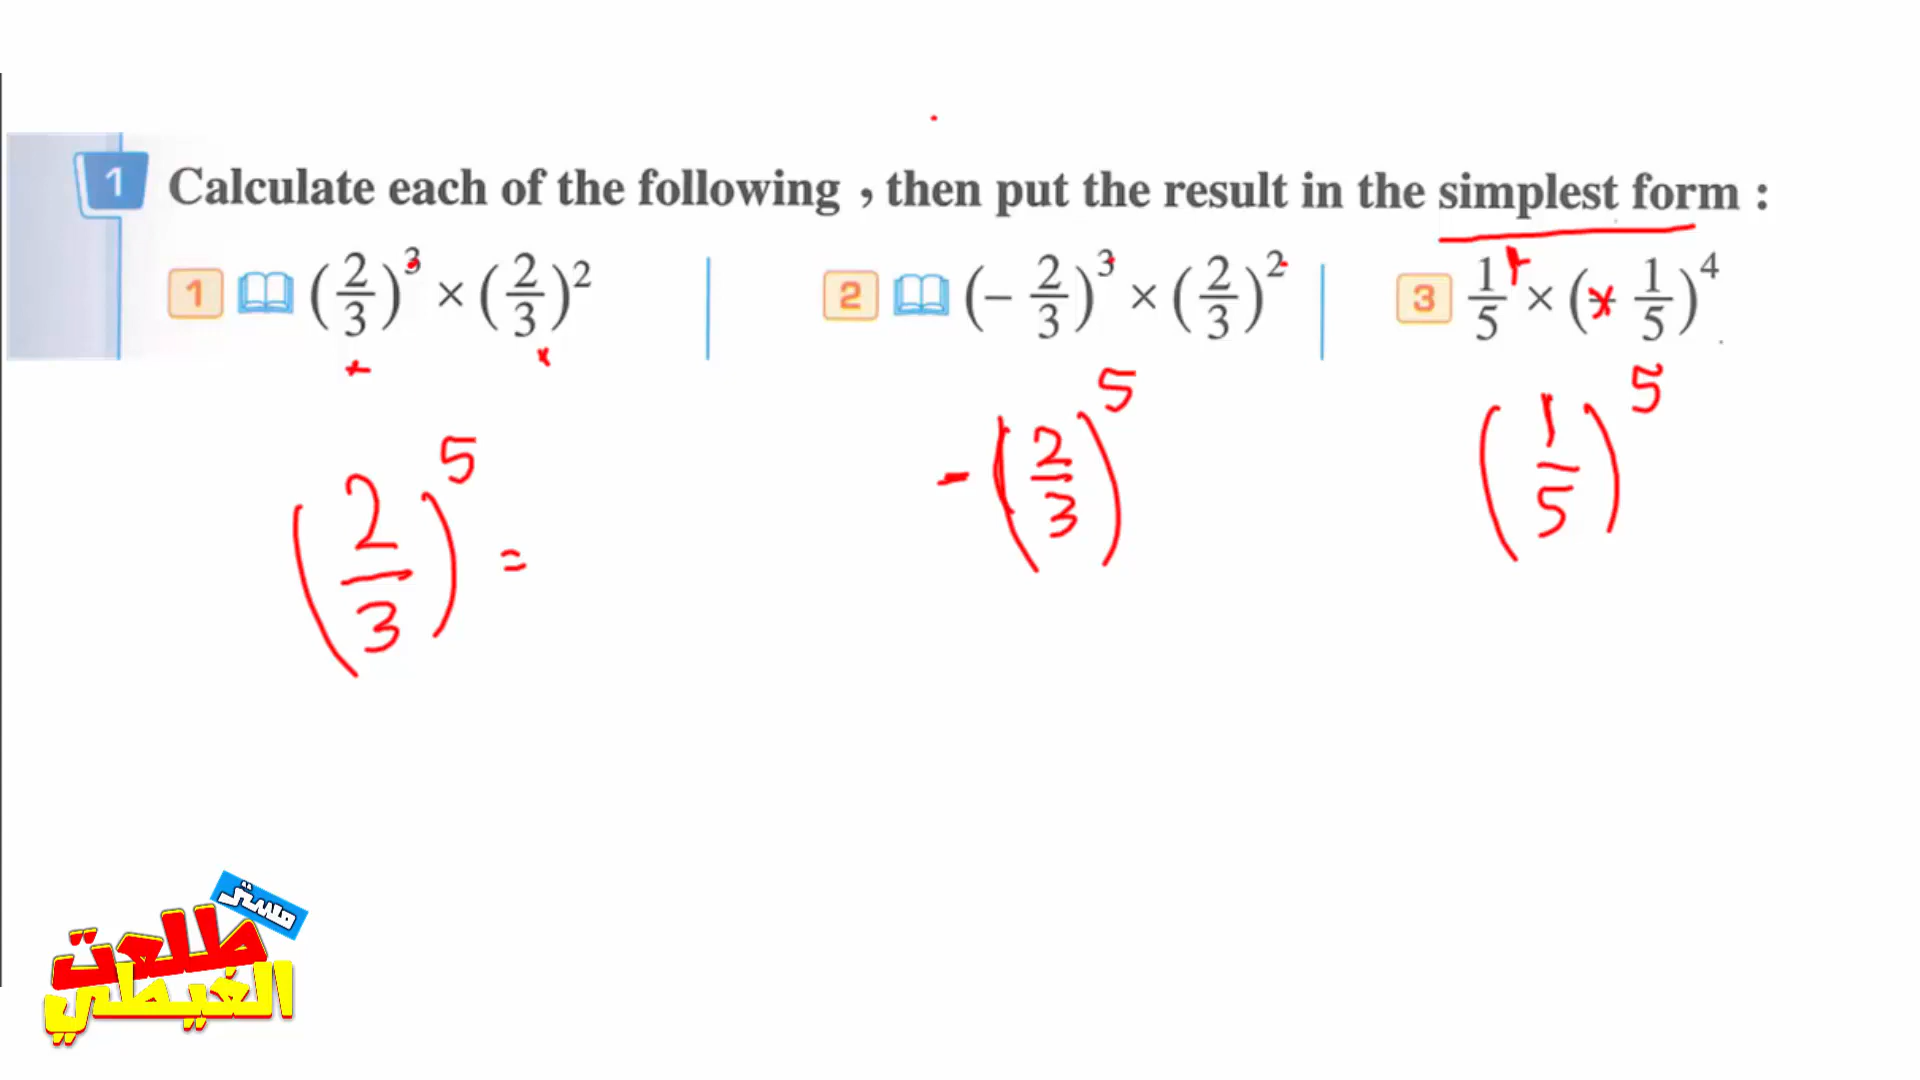 1 Calculate each of the following , then put the result in the simplest form :
1 (2/3)³ × (2/3)²
2 (− 2/3)³ × (2/3)²
3 1/5 × (− 1/5)⁴
(2/3)⁵ =
-(2/3)⁵
(1/5)⁵
مستر
طلعت
الغيطي